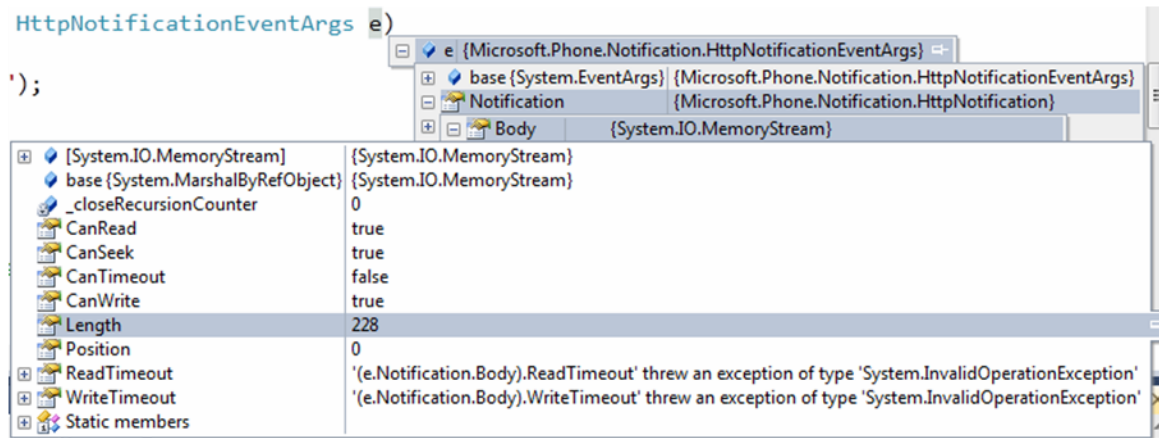 HttpNotificationEventArgs e)
e {Microsoft.Phone.Notification.HttpNotificationEventArgs}
');
base {System.EventArgs} {Microsoft.Phone.Notification.HttpNotificationEventArgs}
Notification {Microsoft.Phone.Notification.HttpNotification}
Body {System.IO.MemoryStream}
[System.IO.MemoryStream] {System.IO.MemoryStream}
base {System.MarshalByRefObject} {System.IO.MemoryStream}
_closeRecursionCounter 0
CanRead true
CanSeek true
CanTimeout false
CanWrite true
Length 228
Position 0
ReadTimeout '(e.Notification.Body).ReadTimeout' threw an exception of type 'System.InvalidOperationException'
WriteTimeout '(e.Notification.Body).WriteTimeout' threw an exception of type 'System.InvalidOperationException'
Static members